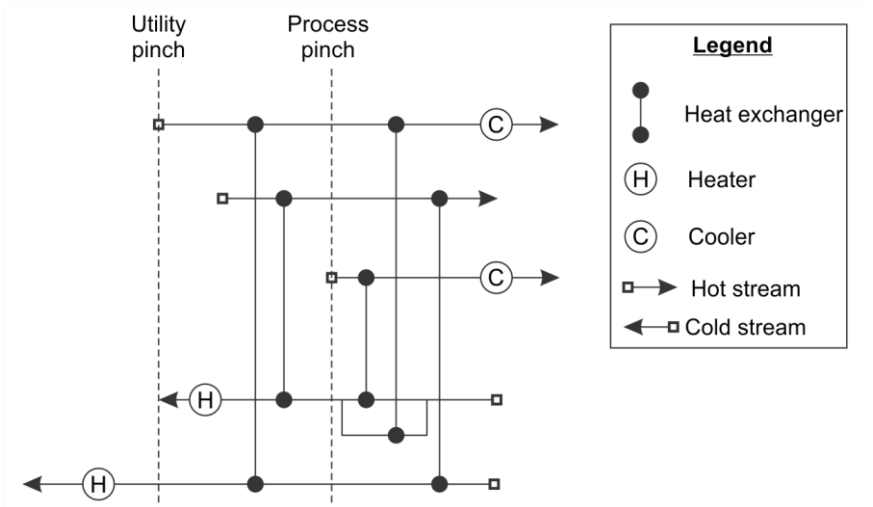 Utility
pinch
Process
pinch
C
C
H
H
Legend
Heat exchanger
H
Heater
C
Cooler
Hot stream
Cold stream